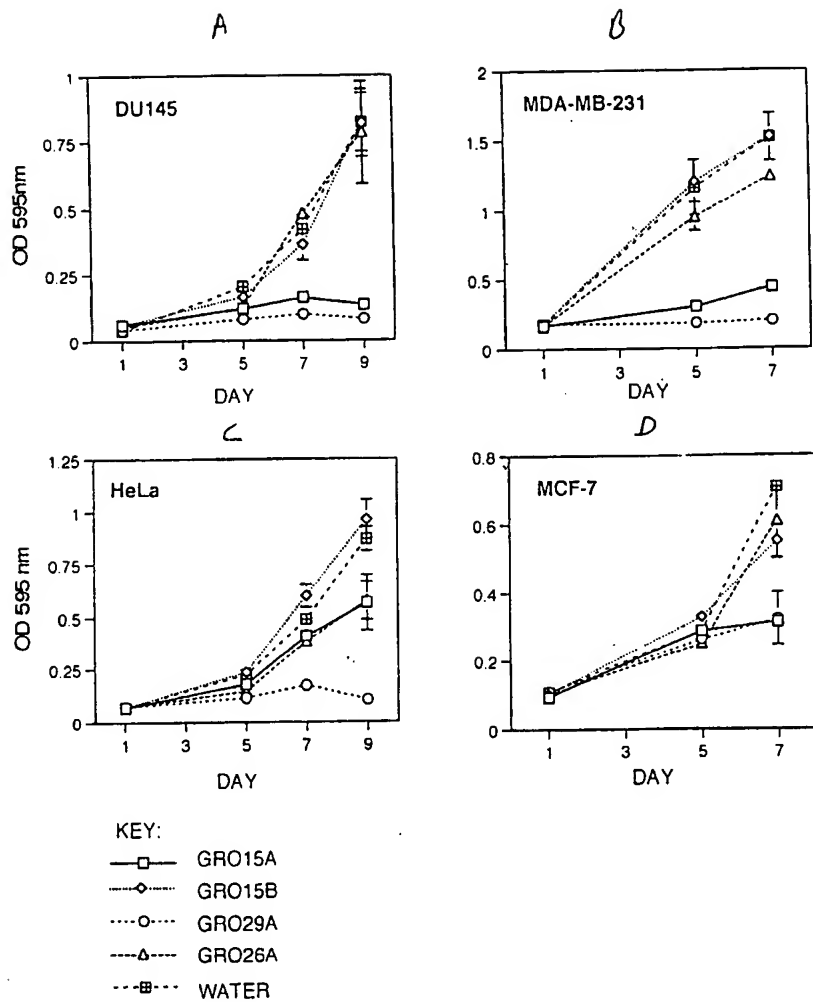 A
B
1
0.75
0.5
0.25
0
OD 595nm
DU145
1
3
5
7
9
DAY
2
1.5
1
0.5
0
MDA-MB-231
1
3
5
7
DAY
C
D
1.25
1
0.75
0.5
0.25
0
OD 595 nm
HeLa
1
3
5
7
9
DAY
0.8
0.6
0.4
0.2
0
MCF-7
1
3
5
7
DAY
KEY:
GRO15A
GRO15B
GRO29A
GRO26A
WATER